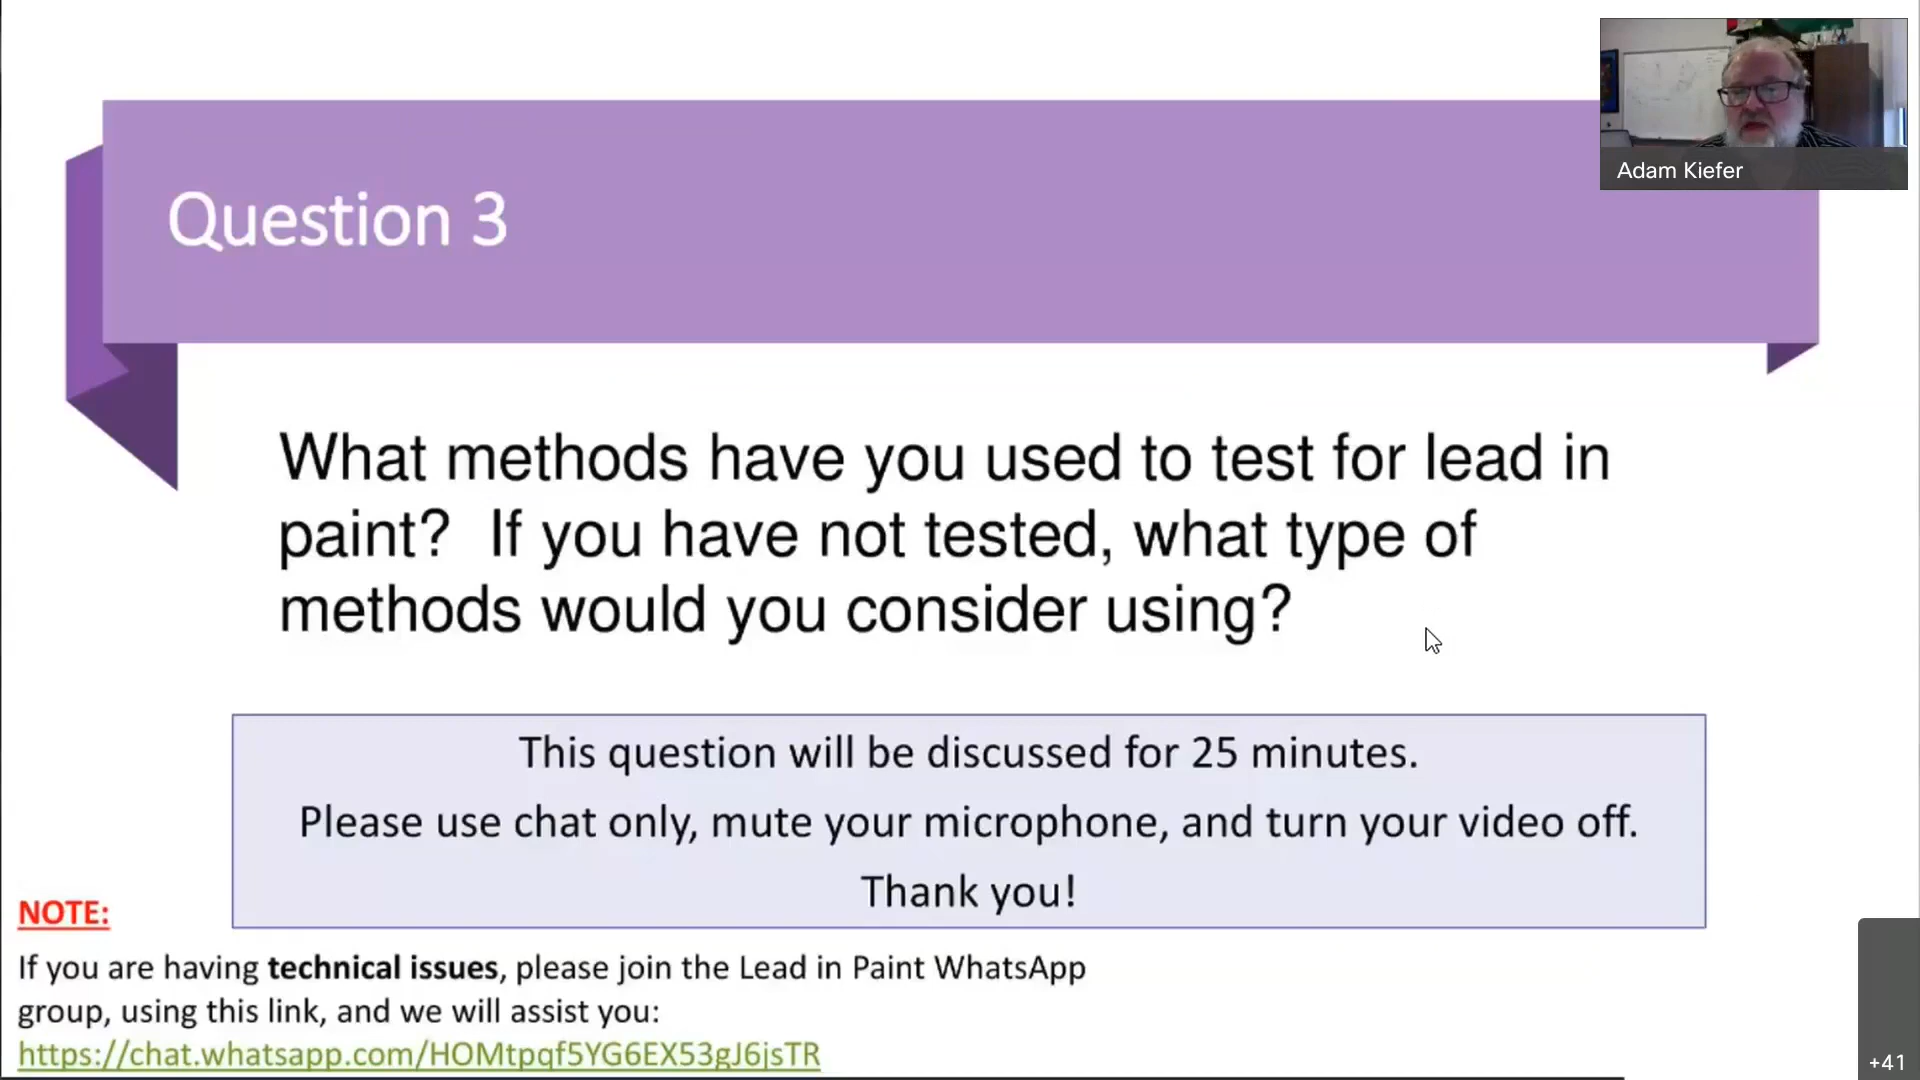 Adam Kiefer
Question 3
What methods have you used to test for lead in
paint?  If you have not tested, what type of
methods would you consider using?
This question will be discussed for 25 minutes.
Please use chat only, mute your microphone, and turn your video off.
Thank you!
NOTE:
If you are having technical issues, please join the Lead in Paint WhatsApp
group, using this link, and we will assist you:
https://chat.whatsapp.com/HOMtpqf5YG6EX53gJ6jsTR
+41